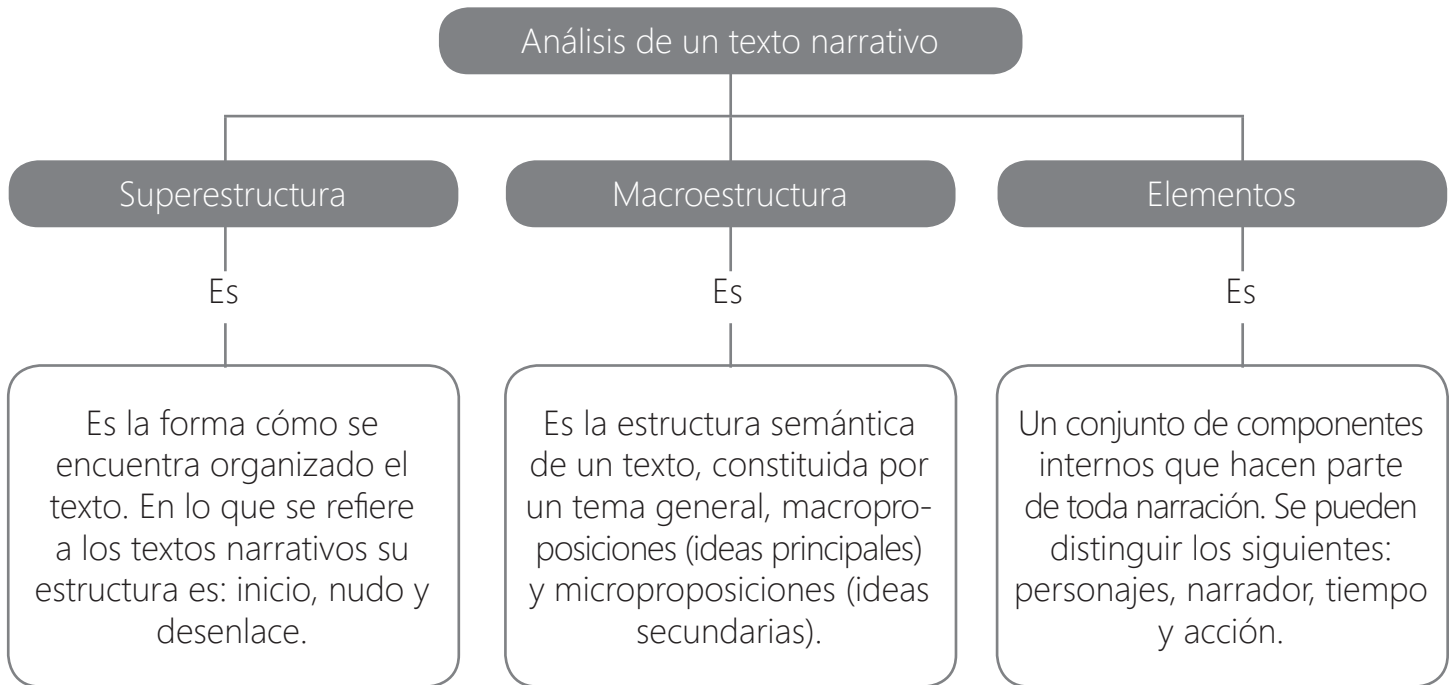 Análisis de un texto narrativo
Superestructura
Macroestructura
Elementos
Es
Es
Es
Es la forma cómo se
encuentra organizado el
texto. En lo que se refiere
a los textos narrativos su
estructura es: inicio, nudo y
desenlace.
Es la estructura semántica
de un texto, constituida por
un tema general, macropro-
posiciones (ideas principales)
y microproposiciones (ideas
secundarias).
Un conjunto de componentes
internos que hacen parte
de toda narración. Se pueden
distinguir los siguientes:
personajes, narrador, tiempo
y acción.